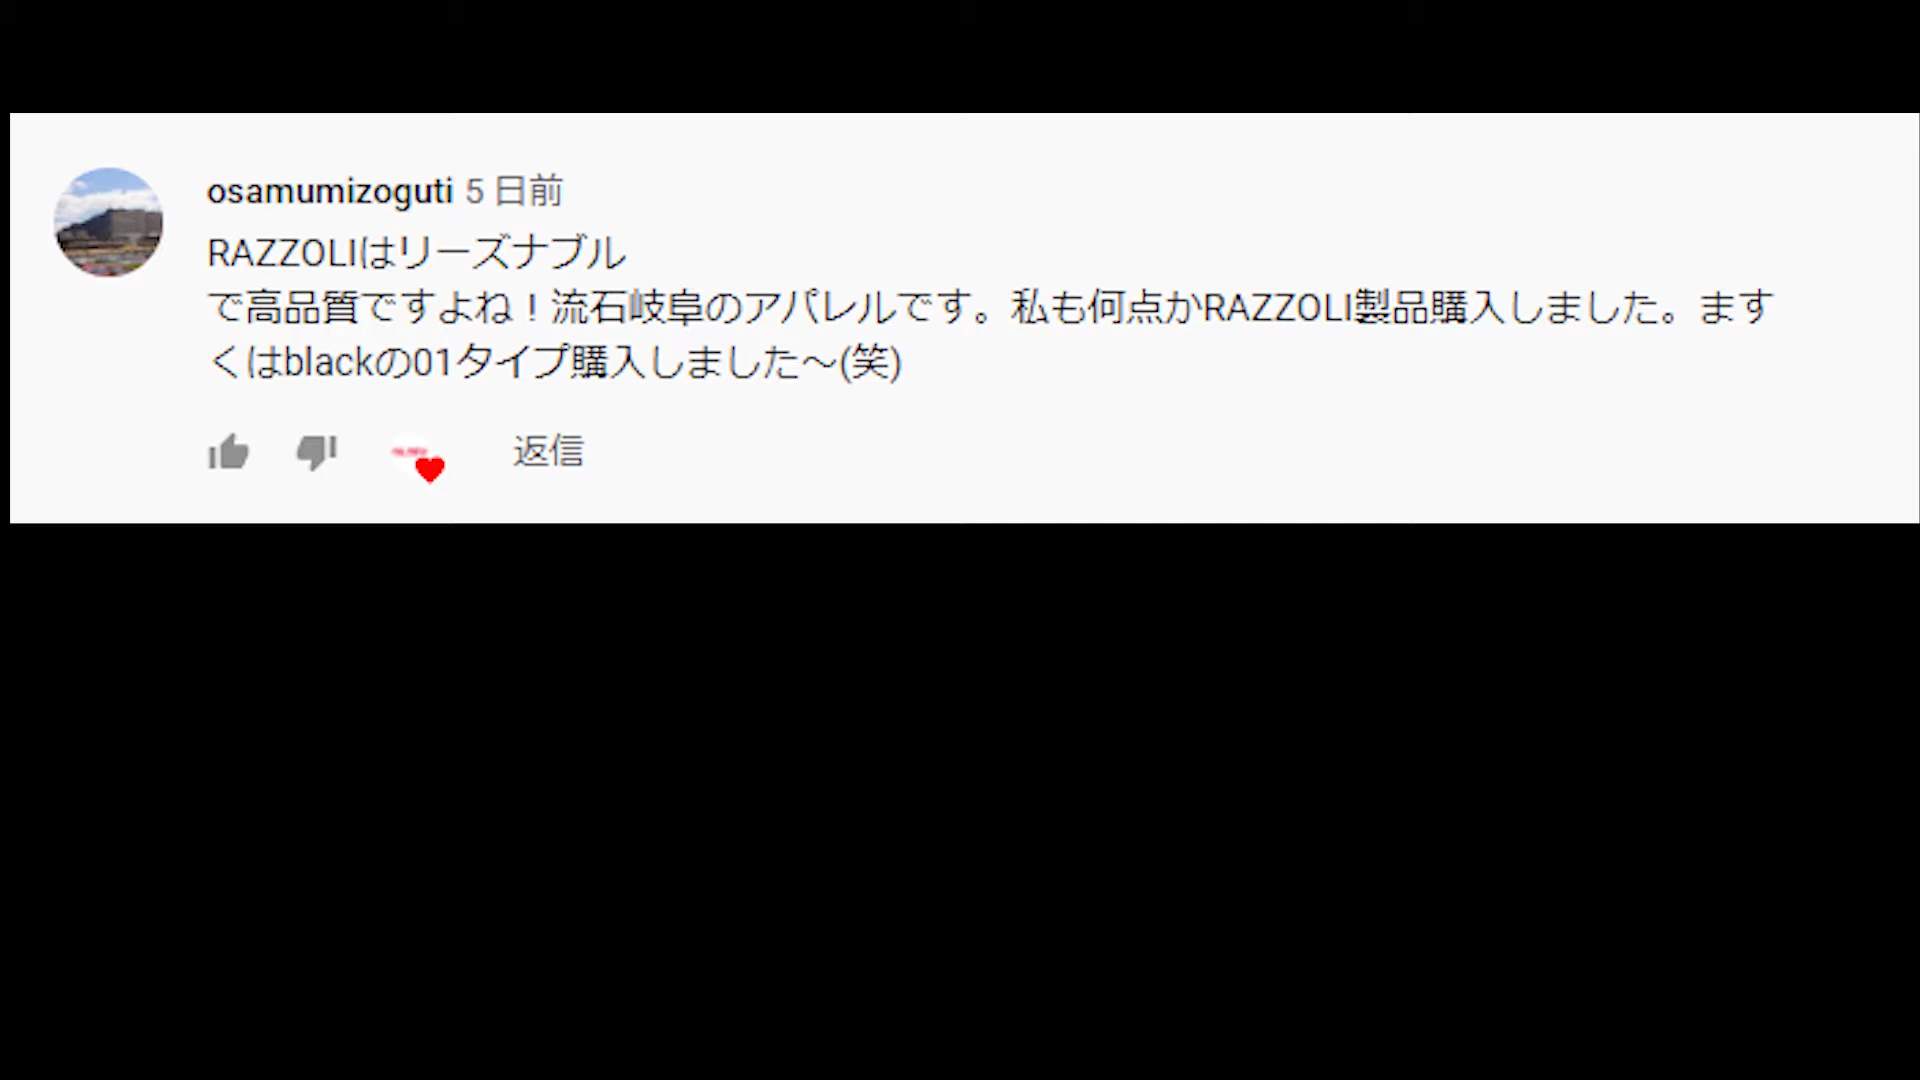 osamumizoguti 5 日前
RAZZOLIはリーズナブル
で高品質ですよね！流石岐阜のアパレルです。私も何点かRAZZOLI製品購入しました。ます
くはblackの01タイプ購入しました〜(笑)
返信